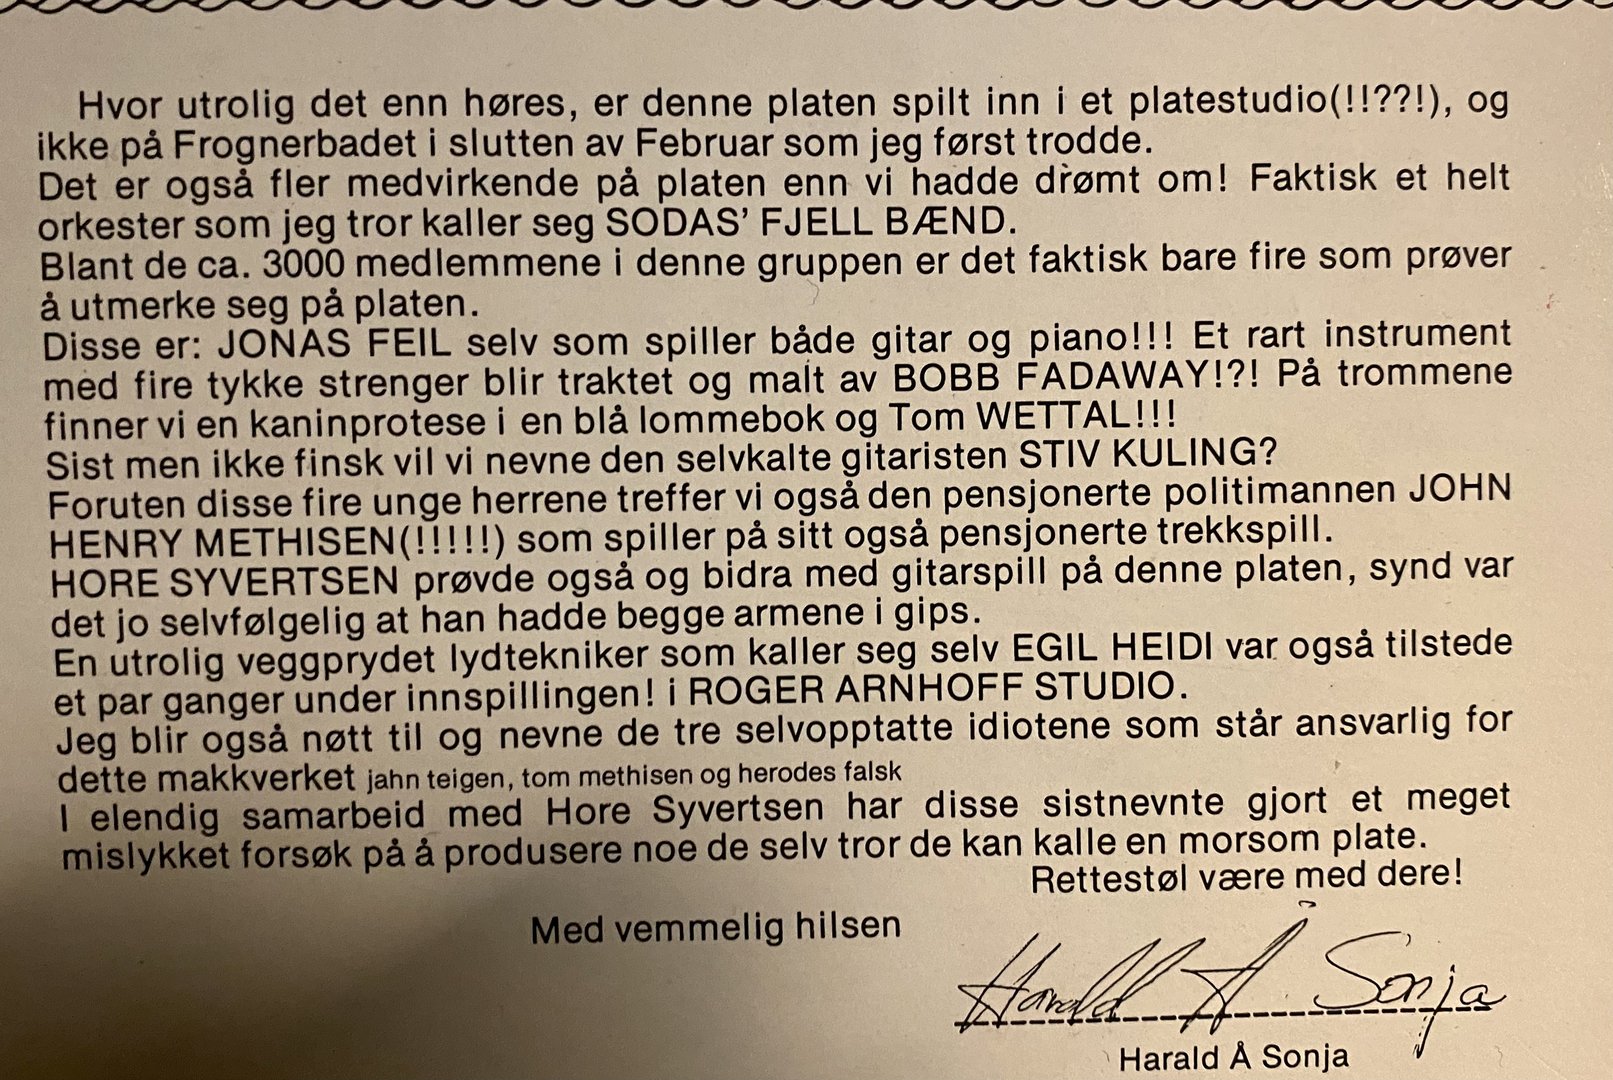 Hvor utrolig det enn høres, er denne platen spilt inn i et platestudio(!!??!), og
ikke på Frognerbadet i slutten av Februar som jeg først trodde.
Det er også fler medvirkende på platen enn vi hadde drømt om! Faktisk et helt
orkester som jeg tror kaller seg SODAS' FJELL BÆND.
Blant de ca. 3000 medlemmene i denne gruppen er det faktisk bare fire som prøver
å utmerke seg på platen.
Disse er: JONAS FEIL selv som spiller både gitar og piano!!! Et rart instrument
med fire tykke strenger blir traktet og malt av BOBB FADAWAY!?! På trommene
finner vi en kaninprotese i en blå lommebok og Tom WETTAL!!!
Sist men ikke finsk vil vi nevne den selvkalte gitaristen STIV KULING?
Foruten disse fire unge herrene treffer vi også den pensjonerte politimannen JOHN
HENRY METHISEN(!!!!!) som spiller på sitt også pensjonerte trekkspill.
HORE SYVERTSEN prøvde også og bidra med gitarspill på denne platen, synd var
det jo selvfølgelig at han hadde begge armene i gips.
En utrolig veggprydet lydtekniker som kaller seg selv EGIL HEIDI var også tilstede
et par ganger under innspillingen! i ROGER ARNHOFF STUDIO.
Jeg blir også nøtt til og nevne de tre selvopptatte idiotene som står ansvarlig for
dette makkverket jahn teigen, tom methisen og herodes falsk
I elendig samarbeid med Hore Syvertsen har disse sistnevnte gjort et meget
mislykket forsøk på å produsere noe de selv tror de kan kalle en morsom plate.
Rettestøl være med dere!
Med vemmelig hilsen
Harald Å Sonja
Harald Å Sonja